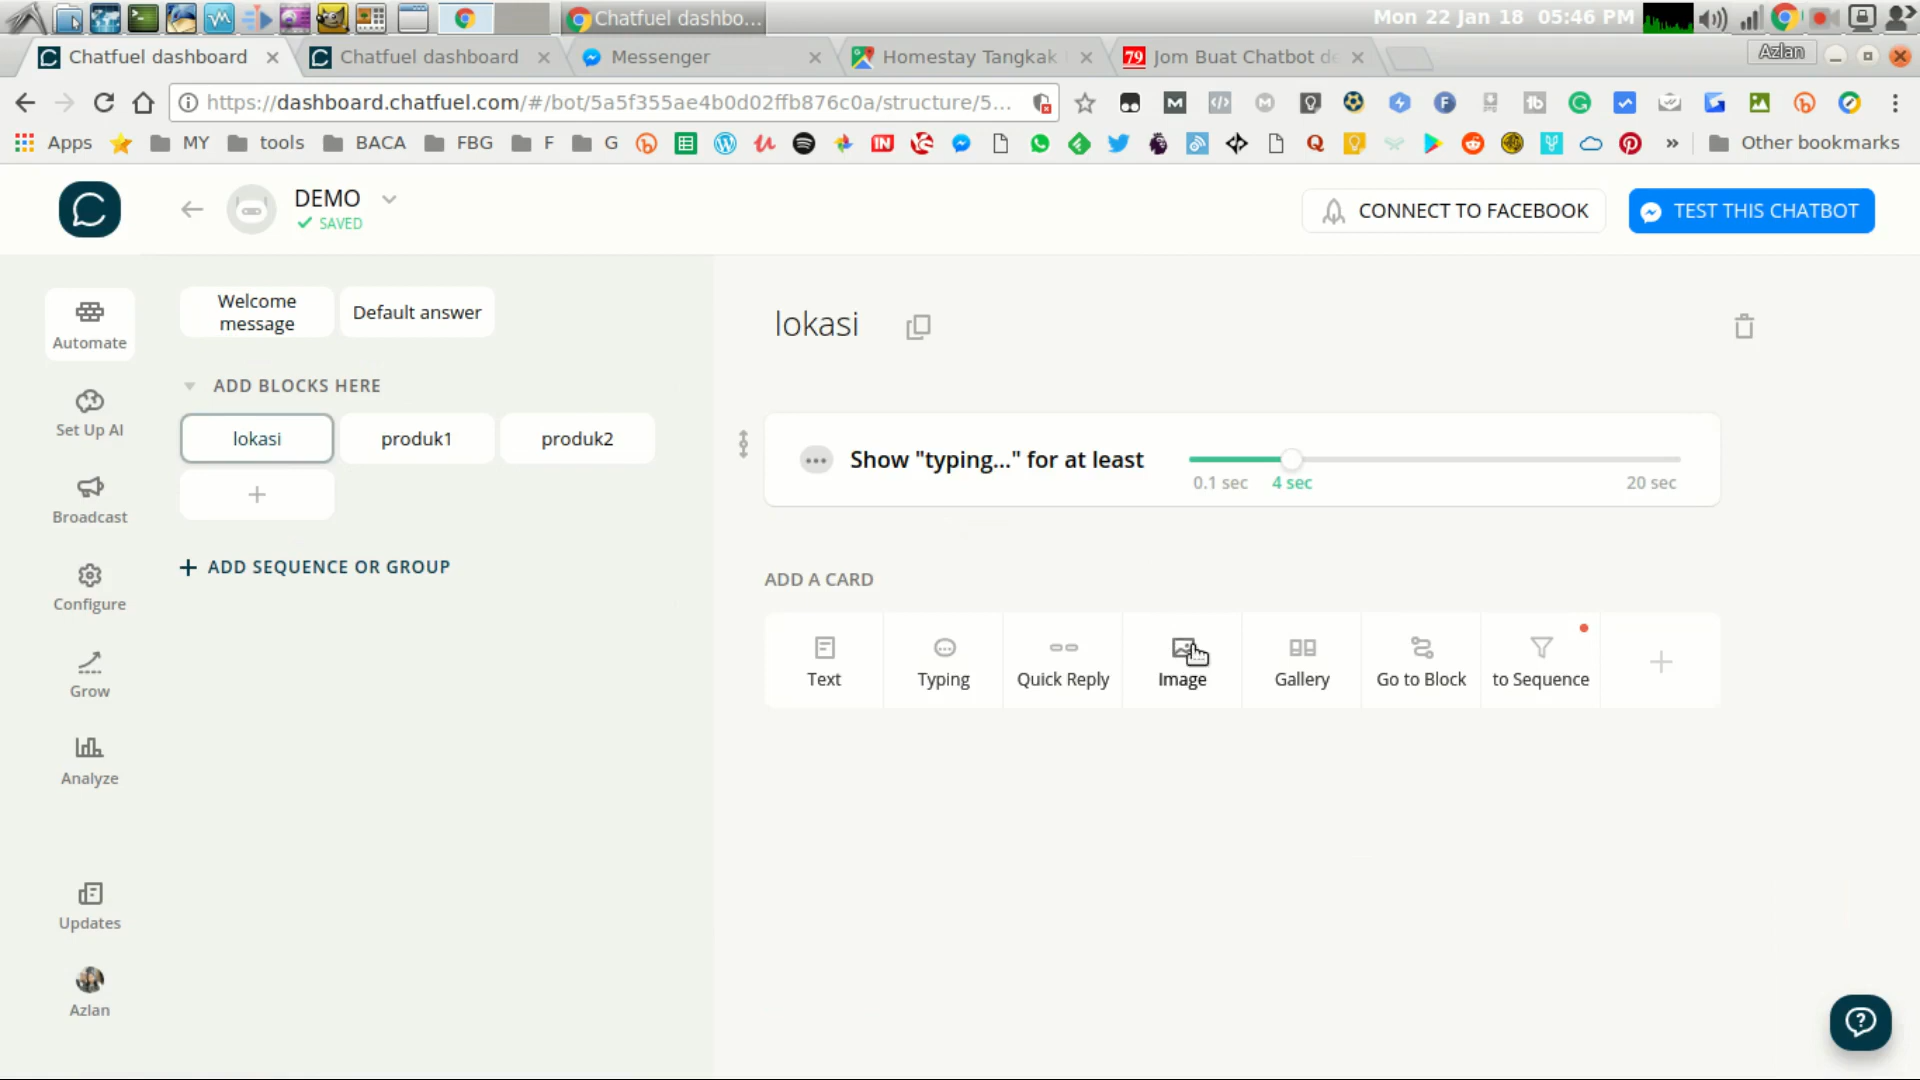 Chatfuel dashbo...
Mon 22 Jan 18 05:46 PM
Chatfuel dashboard
Chatfuel dashboard
Messenger
Homestay Tangkak
79
Jom Buat Chatbot de
Azlan
https://dashboard.chatfuel.com/#/bot/5a5f355ae4b0d02ffb876c0a/structure/5...
Apps
MY
tools
BACA
FBG
F
G
Other bookmarks
DEMO
SAVED
CONNECT TO FACEBOOK
TEST THIS CHATBOT
Automate
Set Up AI
Broadcast
Configure
Grow
Analyze
Updates
Azlan
Welcome
message
Default answer
ADD BLOCKS HERE
lokasi
produk1
produk2
+ ADD SEQUENCE OR GROUP
lokasi
Show "typing..." for at least
0.1 sec
4 sec
20 sec
ADD A CARD
Text
Typing
Quick Reply
Image
Gallery
Go to Block
to Sequence